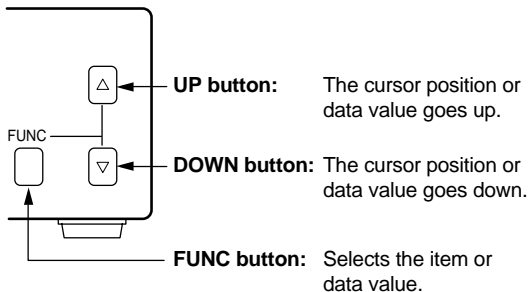 UP button: The cursor position or
data value goes up.
FUNC
DOWN button: The cursor position or
data value goes down.
FUNC button: Selects the item or
data value.